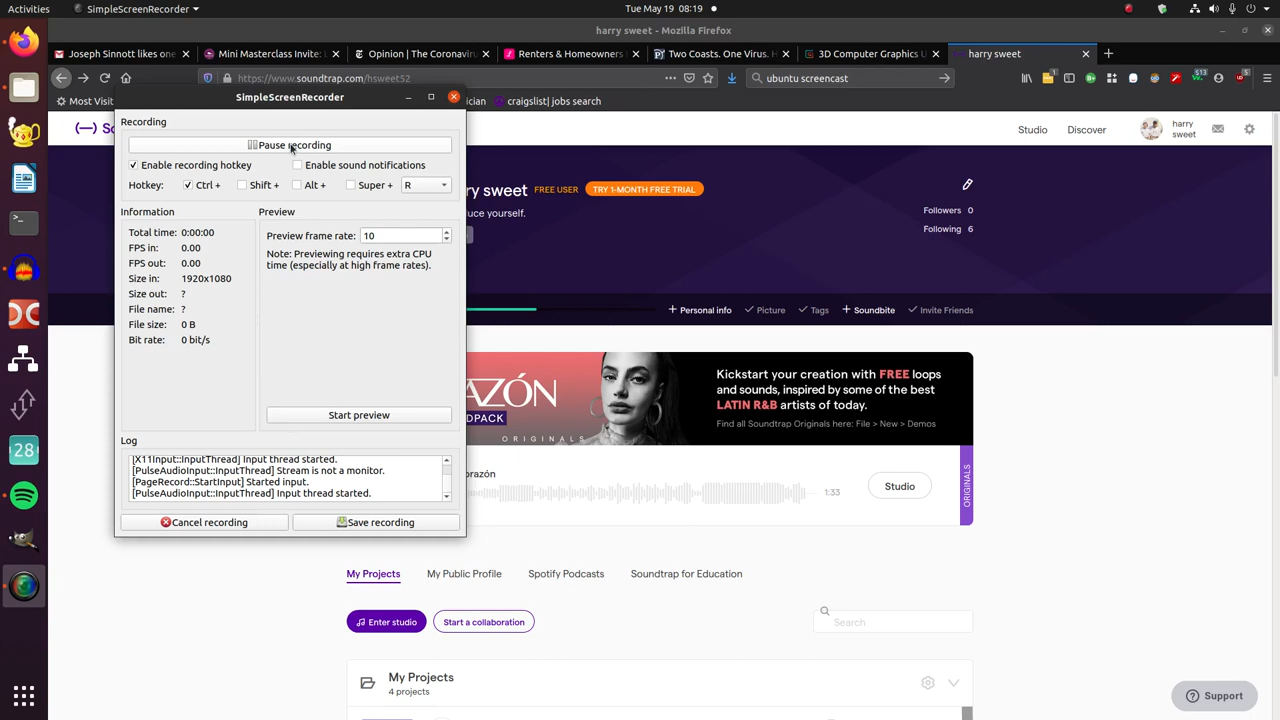 Activities
SimpleScreenRecorder
Tue May 19 08:19
harry sweet - Mozilla Firefox
Joseph Sinnott likes one
Mini Masterclass Invite:
Opinion | The Coronavir
Renters & Homeowners
Two Coasts. One Virus. H
3D Computer Graphics U
harry sweet
https://www.soundtrap.com/hsweet52
ubuntu screencast
Most Visit
ician
craigslist| jobs search
SimpleScreenRecorder
Recording
Pause recording
Enable recording hotkey
Enable sound notifications
Hotkey:
Ctrl +
Shift +
Alt +
Super +
R
Information
Preview
Total time: 0:00:00
FPS in: 0.00
FPS out: 0.00
Size in: 1920x1080
Size out: ?
File name: ?
File size: 0 B
Bit rate: 0 bit/s
Preview frame rate: 10
Note: Previewing requires extra CPU
time (especially at high frame rates).
Start preview
Log
[X11Input::InputThread] Input thread started.
[PulseAudioInput::InputThread] Stream is not a monitor.
[PageRecord::StartInput] Started input.
[PulseAudioInput::InputThread] Input thread started.
Cancel recording
Save recording
Studio
Discover
harry
sweet
ry sweet
FREE USER
TRY 1-MONTH FREE TRIAL
uce yourself.
Followers 0
Following 6
Personal info
Picture
Tags
Soundbite
Invite Friends
AZÓN
DPACK
ORIGINALS
Kickstart your creation with FREE loops
and sounds, inspired by some of the best
LATIN R&B artists of today.
Find all Soundtrap Originals here: File > New > Demos
orazón
1:33
Studio
ORIGINALS
My Projects
My Public Profile
Spotify Podcasts
Soundtrap for Education
Enter studio
Start a collaboration
Search
My Projects
4 projects
Support
28